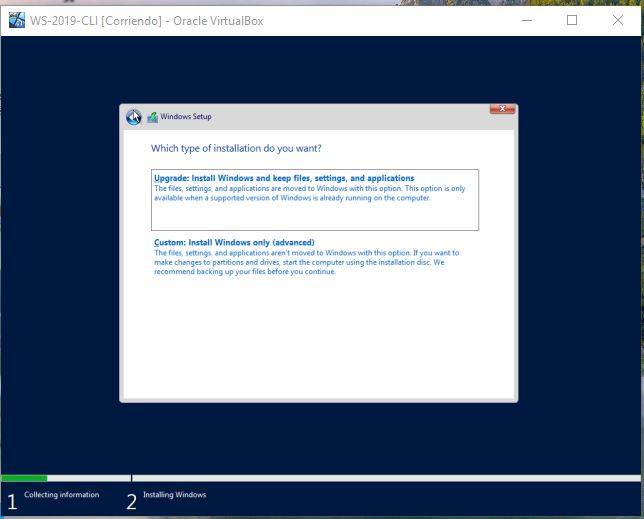 WS-2019-CLI [Corriendo] - Oracle VirtualBox
Windows Setup
Which type of installation do you want?
Upgrade: Install Windows and keep files, settings, and applications
The files, settings, and applications are moved to Windows with this option. This option is only
available when a supported version of Windows is already running on the computer.
Custom: Install Windows only (advanced)
The files, settings, and applications aren't moved to Windows with this option. If you want to
make changes to partitions and drives, start the computer using the installation disc. We
recommend backing up your files before you continue.
1 Collecting information
2 Installing Windows